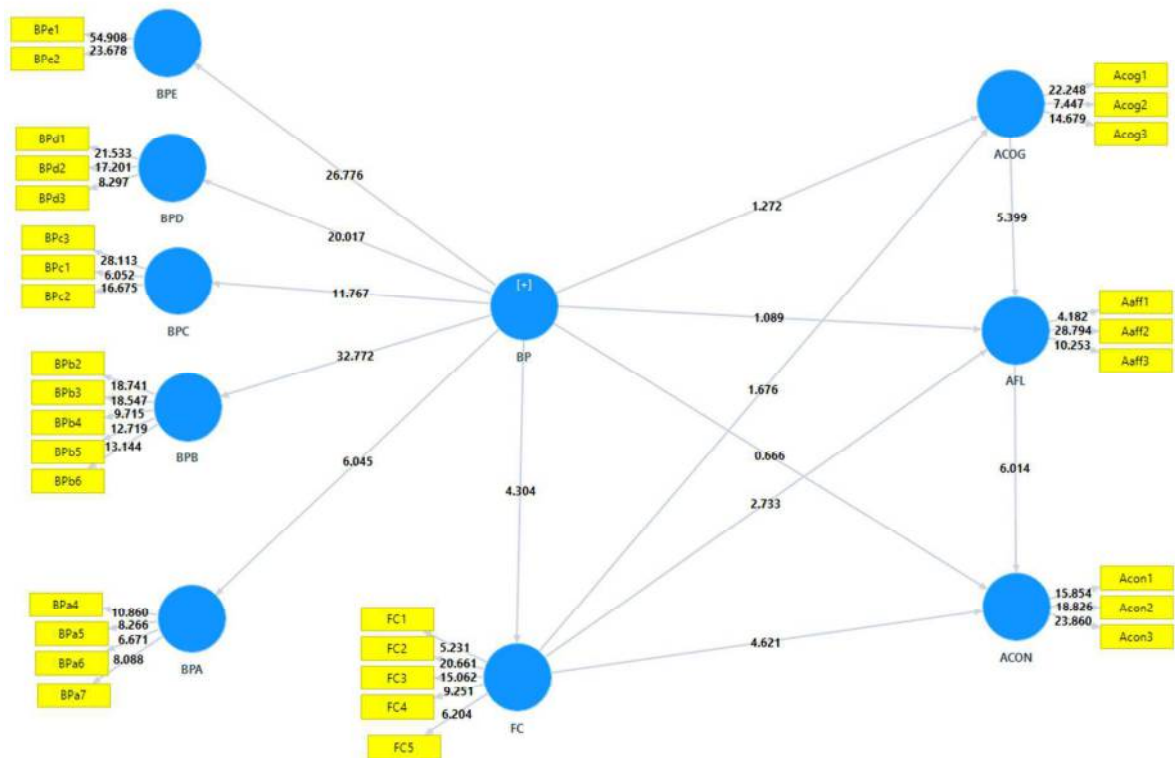 BPe1
54.908
BPe2
23.678
BPE
BPd1
21.533
BPd2
17.201
BPd3
8.297
BPD
BPc3
28.113
BPc1
6.052
BPc2
16.675
BPC
BPb2
18.741
BPb3
18.547
BPb4
9.715
BPb5
12.719
BPb6
13.144
BPB
BPa4
10.860
BPa5
8.266
BPa6
6.671
BPa7
8.088
BPA
26.776
20.017
11.767
32.772
6.045
[+]
BP
4.304
FC1
5.231
FC2
20.661
FC3
15.062
FC4
9.251
FC5
6.204
FC
1.272
1.089
1.676
0.666
2.733
4.621
ACOG
22.248
Acog1
7.447
Acog2
14.679
Acog3
5.399
AFL
4.182
Aaff1
28.794
Aaff2
10.253
Aaff3
6.014
ACON
15.854
Acon1
18.826
Acon2
23.860
Acon3